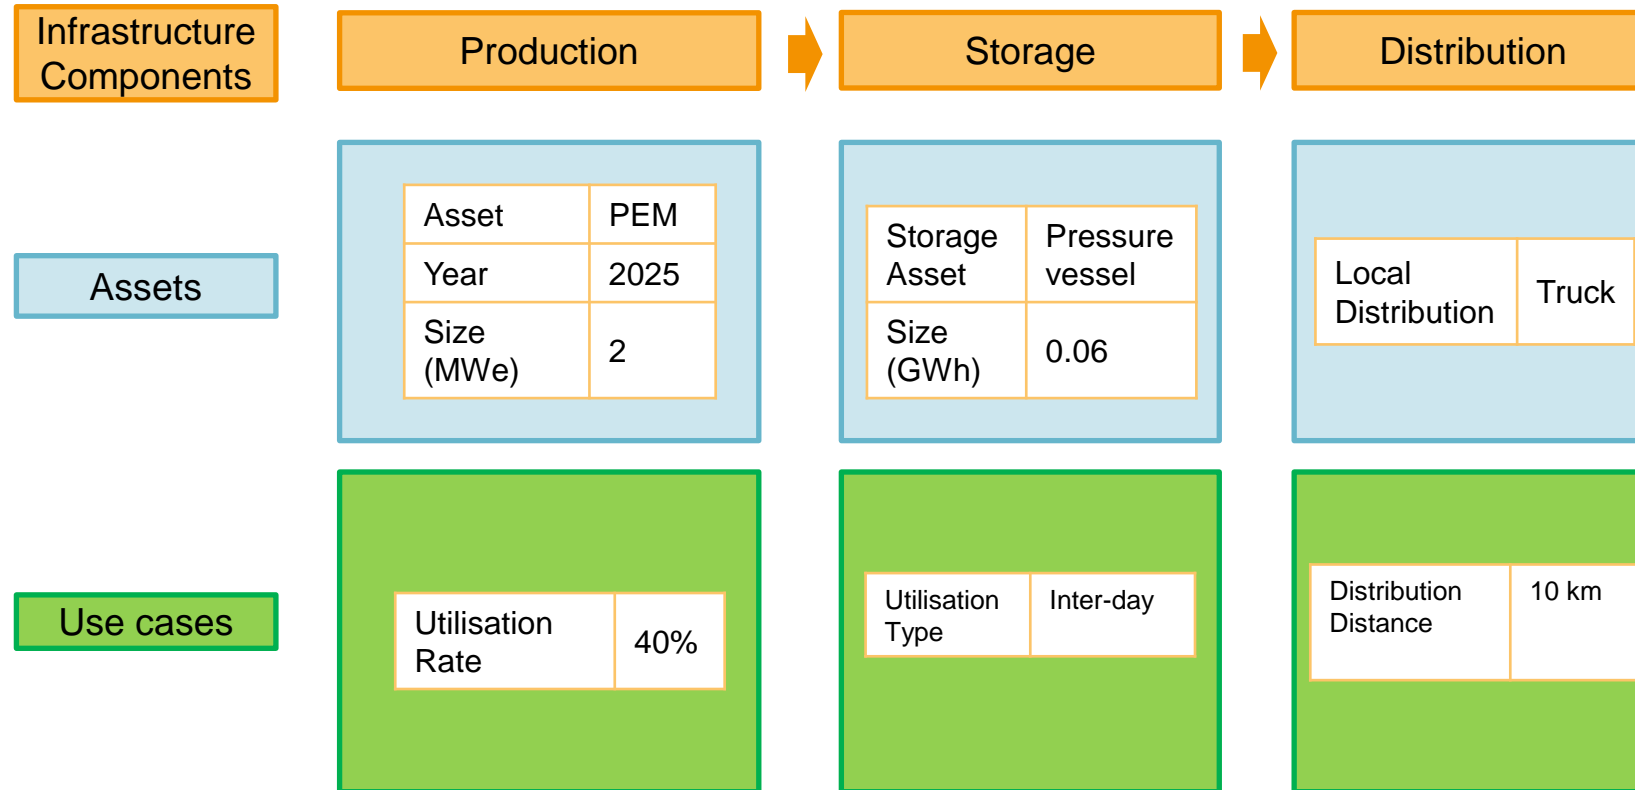 Infrastructure
Components
Production
Storage
Distribution
Assets
Asset
PEM
Year
2025
Size
(MWe)
2
Storage
Asset
Pressure
vessel
Size
(GWh)
0.06
Local
Distribution
Truck
Use cases
Utilisation
Rate
40%
Utilisation
Type
Inter-day
Distribution
Distance
10 km